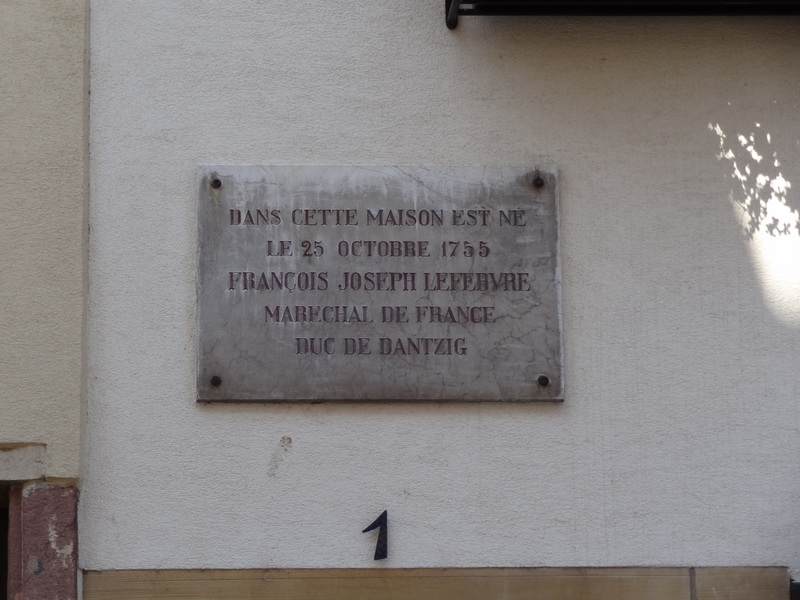 DANS CETTE MAISON EST NÉ
LE 25 OCTOBRE 1755
FRANÇOIS JOSEPH LEFEBVRE
MARECHAL DE FRANCE
DUC DE DANTZIG
1